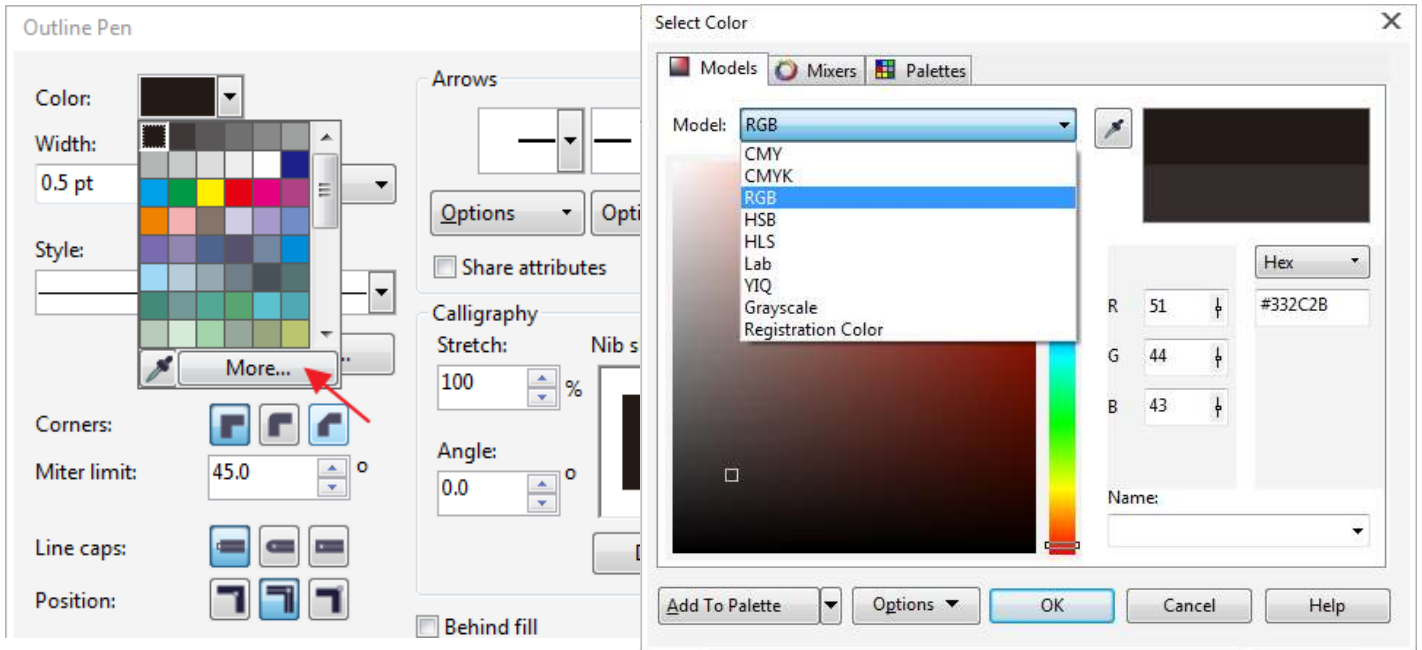 Outline Pen
Color:
Width:
0.5 pt
Style:
More...
Corners:
Miter limit:
45.0
o
Line caps:
Position:
Arrows
Options
Opti
Share attributes
Calligraphy
Stretch:
Nib s
100
%
Angle:
0.0
o
Behind fill
Select Color
Models
Mixers
Palettes
Model:
RGB
CMY
CMYK
RGB
HSB
HLS
Lab
YIQ
Grayscale
Registration Color
Hex
R 51
#332C2B
G 44
B 43
Name:
Add To Palette
Options
OK
Cancel
Help